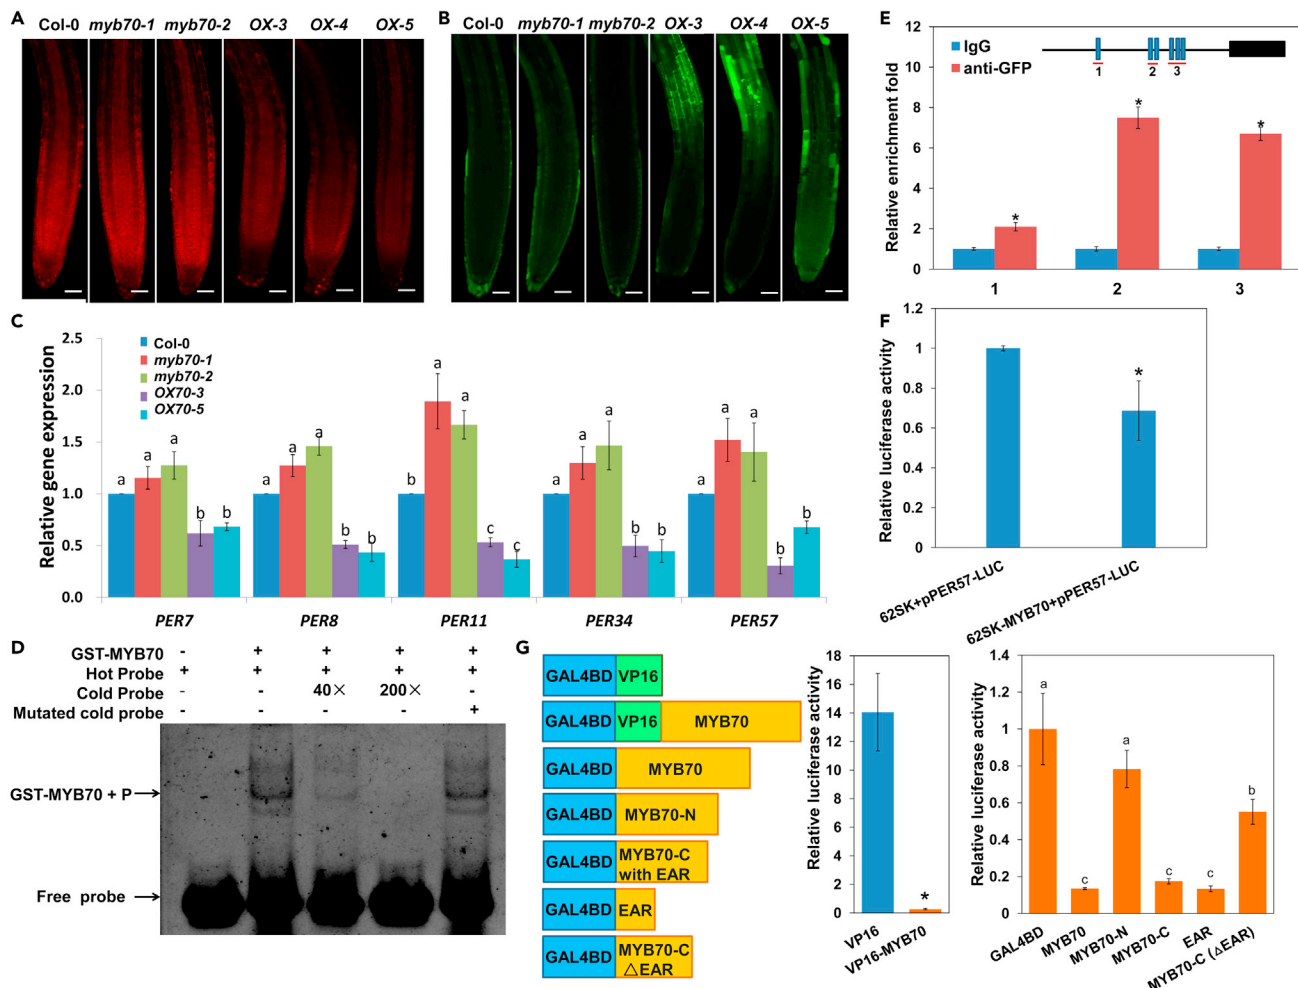 A
Col-0 myb70-1 myb70-2 OX-3 OX-4 OX-5
B
Col-0 myb70-1 myb70-2 OX-3 OX-4 OX-5
C
Relative gene expression
2.5
2.0
1.5
1.0
0.5
0.0
Col-0
myb70-1
myb70-2
OX70-3
OX70-5
a a a b b
a a a b b
b a a c c
a a a b b
a a a b b
PER7 PER8 PER11 PER34 PER57
D
GST-MYB70 - + + + +
Hot Probe + + + + +
Cold Probe - - 40× 200× -
Mutated cold probe - - - - +
GST-MYB70 + P
Free probe
E
Relative enrichment fold
12
10
8
6
4
2
0
IgG
anti-GFP
1 2 3
* * *
1 2 3
F
Relative luciferase activity
1.2
1
0.8
0.6
0.4
0.2
0
*
62SK+pPER57-LUC
62SK-MYB70+pPER57-LUC
G
GAL4BD VP16
GAL4BD VP16 MYB70
GAL4BD MYB70
GAL4BD MYB70-N
GAL4BD MYB70-C with EAR
GAL4BD EAR
GAL4BD MYB70-C △EAR
Relative luciferase activity
18
16
14
12
10
8
6
4
2
0
*
VP16
VP16-MYB70
Relative luciferase activity
1.4
1.2
1
0.8
0.6
0.4
0.2
0
a c a c c b
GAL4BD
MYB70
MYB70-N
MYB70-C
EAR
MYB70-C (△EAR)